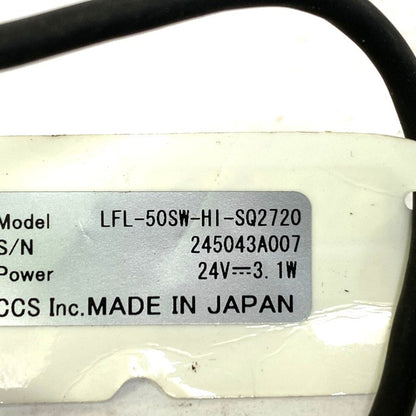 Model LFL-50SW-HI-SQ2720
S/N 245043A007
Power 24V⎓3.1W
CCS Inc. MADE IN JAPAN